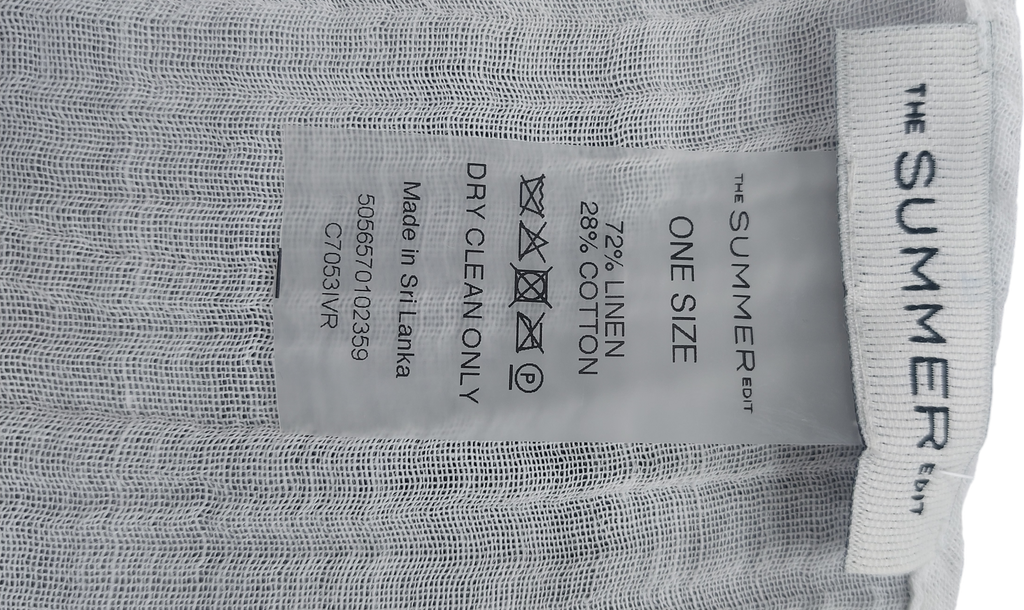 THE SUMMER EDIT
THE SUMMER EDIT
ONE SIZE
72% LINEN
28% COTTON
P
DRY CLEAN ONLY
Made in Sri Lanka
5056570102359
C7053IVR